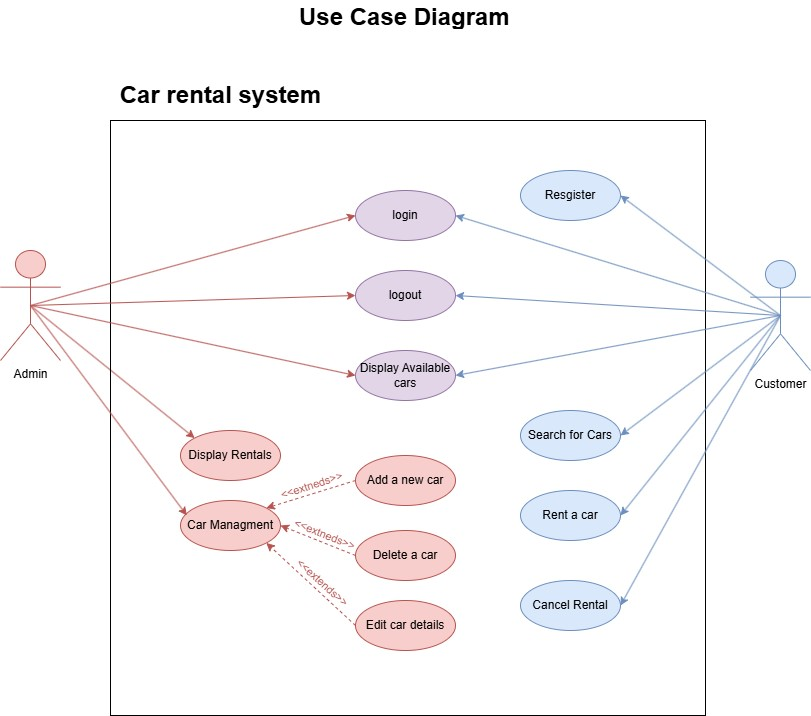 Use Case Diagram
Car rental system
Resgister
login
logout
Display Available
cars
Admin
Customer
Search for Cars
Display Rentals
<<extneds>>
Add a new car
Rent a car
Car Managment
<<extneds>>
Delete a car
<<extends>>
Cancel Rental
Edit car details